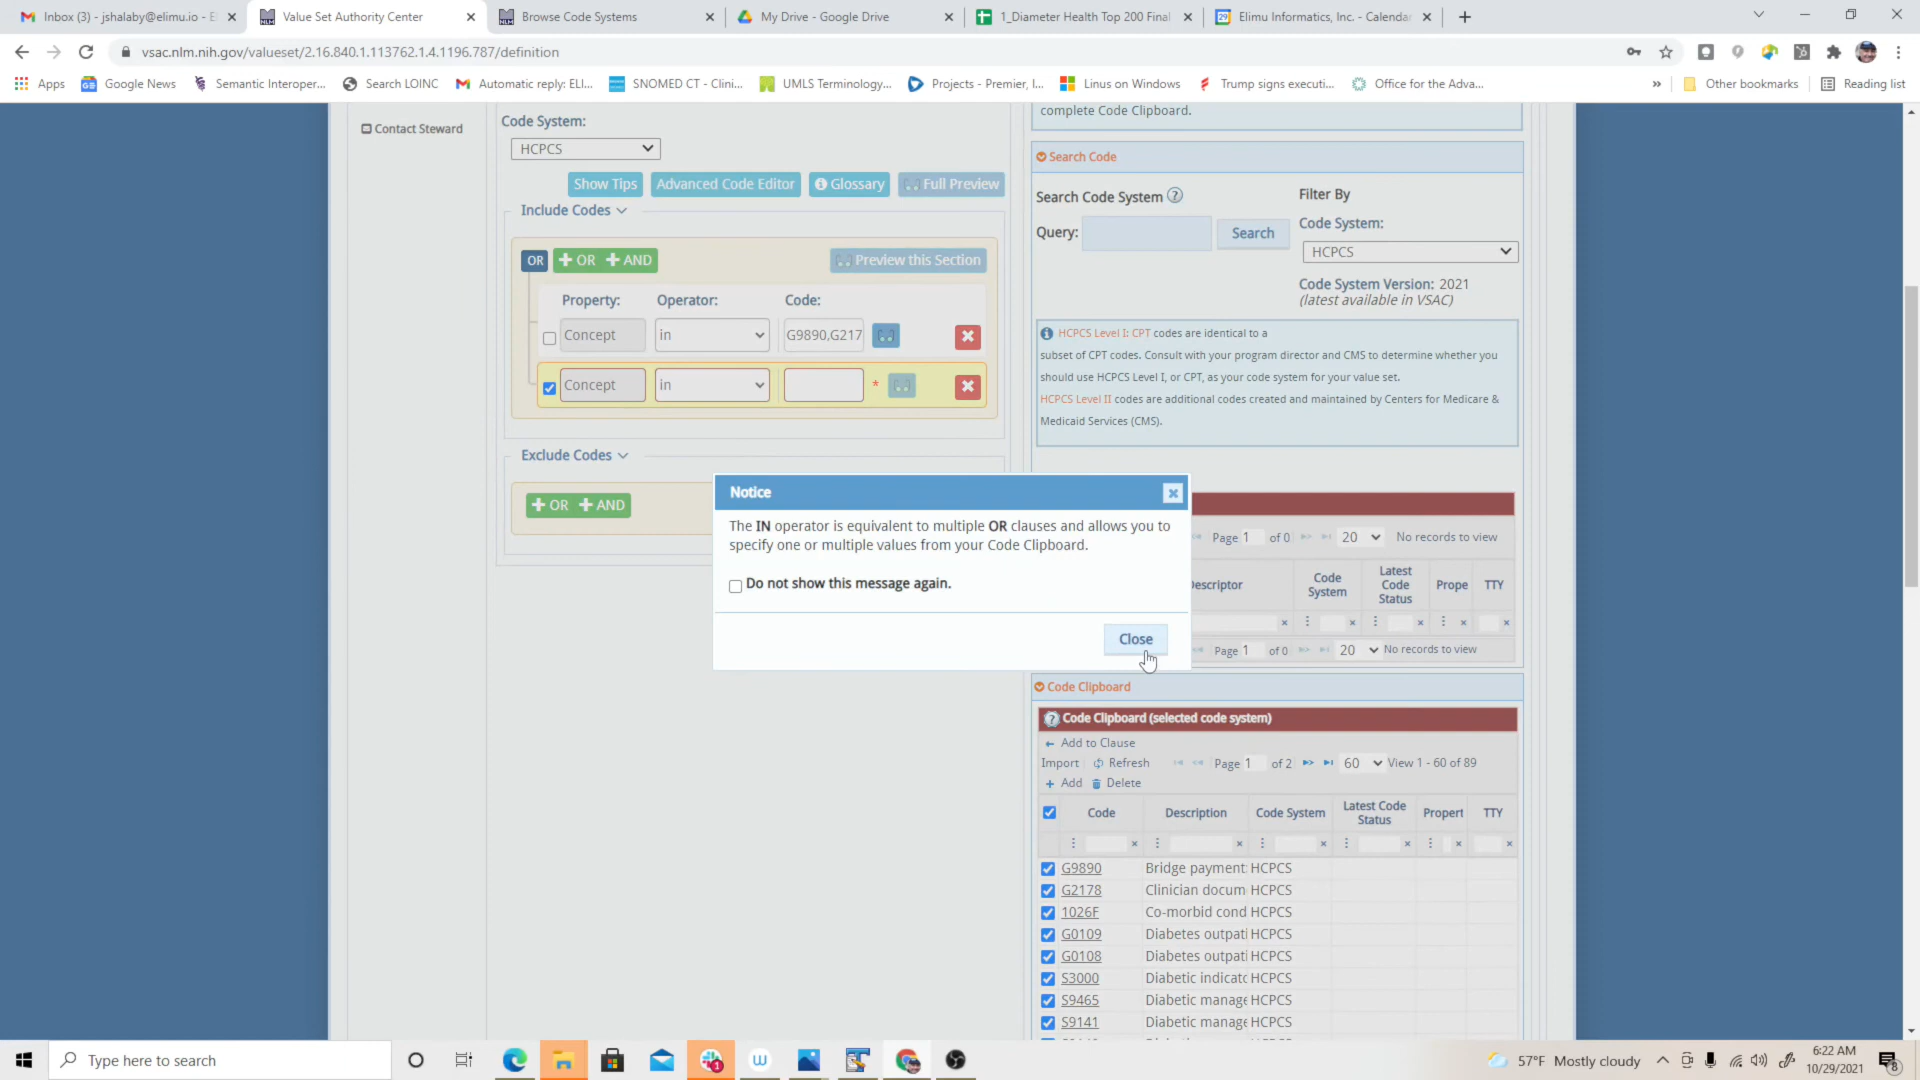 Inbox (3) - jshalaby@elimu.io - E
Value Set Authority Center
Browse Code Systems
My Drive - Google Drive
1_Diameter Health Top 200 Final
Elimu Informatics, Inc. - Calendar
vsac.nlm.nih.gov/valueset/2.16.840.1.113762.1.4.1196.787/definition
Apps
Google News
Semantic Interoper...
Search LOINC
Automatic reply: ELI...
SNOMED CT - Clini...
UMLS Terminology...
Projects - Premier, I...
Linus on Windows
Trump signs executi...
Office for the Adva...
»
Other bookmarks
Reading list
complete Code Clipboard.
Contact Steward
Code System:
HCPCS
Show Tips
Advanced Code Editor
Glossary
Full Preview
Include Codes
OR
+ OR + AND
Preview this Section
Property:
Operator:
Code:
Concept
in
G9890,G217
Concept
in
*
Exclude Codes
+ OR + AND
Search Code
Search Code System ?
Filter By
Query:
Search
Code System:
HCPCS
Code System Version: 2021
(latest available in VSAC)
HCPCS Level I: CPT codes are identical to a
subset of CPT codes. Consult with your program director and CMS to determine whether you
should use HCPCS Level I, or CPT, as your code system for your value set.
HCPCS Level II codes are additional codes created and maintained by Centers for Medicare &
Medicaid Services (CMS).
Notice
The IN operator is equivalent to multiple OR clauses and allows you to
specify one or multiple values from your Code Clipboard.
Do not show this message again.
Close
Page 1 of 0 20 No records to view
escriptor
Code System
Latest Code Status
Prope
TTY
Page 1 of 0 20 No records to view
Code Clipboard
? Code Clipboard (selected code system)
Add to Clause
Import Refresh Page 1 of 2 60 View 1 - 60 of 89
+ Add Delete
Code
Description
Code System
Latest Code Status
Propert
TTY
G9890 Bridge payment HCPCS
G2178 Clinician docum HCPCS
1026F Co-morbid cond HCPCS
G0109 Diabetes outpati HCPCS
G0108 Diabetes outpati HCPCS
S3000 Diabetic indicato HCPCS
S9465 Diabetic manage HCPCS
S9141 Diabetic manage HCPCS
Type here to search
1
57°F Mostly cloudy
6:22 AM
10/29/2021
8